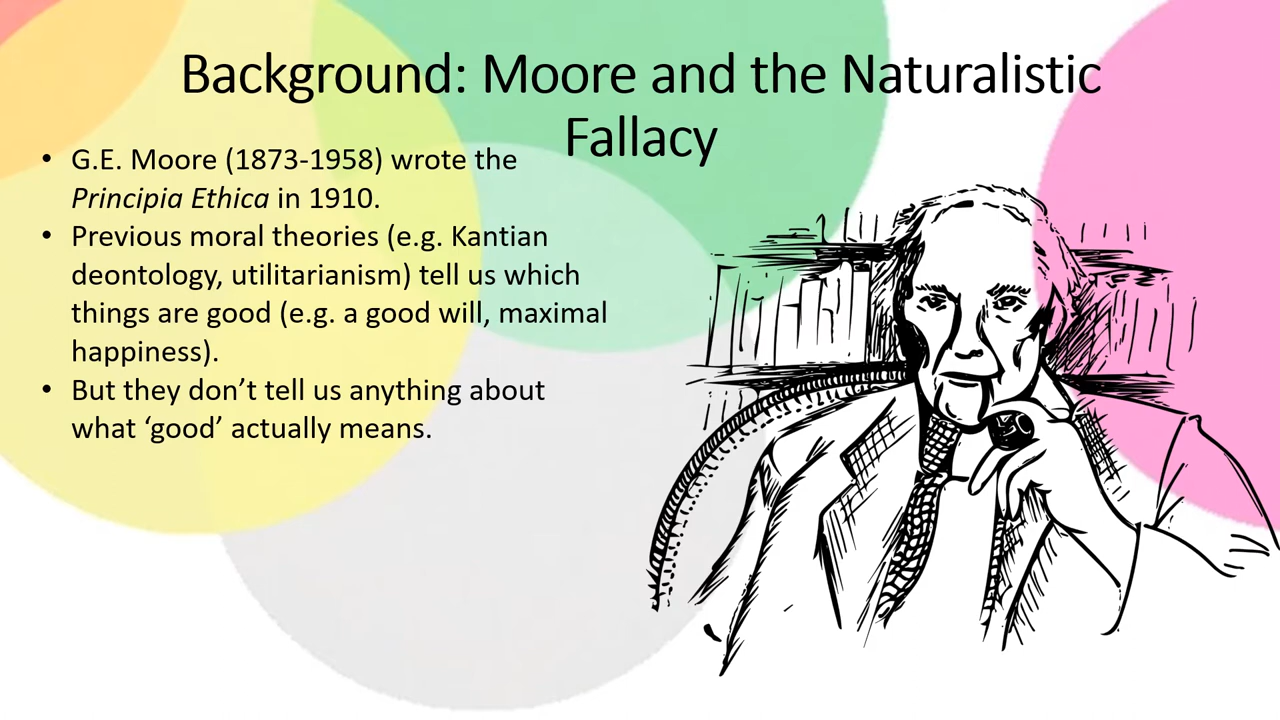 Background: Moore and the Naturalistic
Fallacy
• G.E. Moore (1873-1958) wrote the
Principia Ethica in 1910.
• Previous moral theories (e.g. Kantian
deontology, utilitarianism) tell us which
things are good (e.g. a good will, maximal
happiness).
• But they don’t tell us anything about
what ‘good’ actually means.